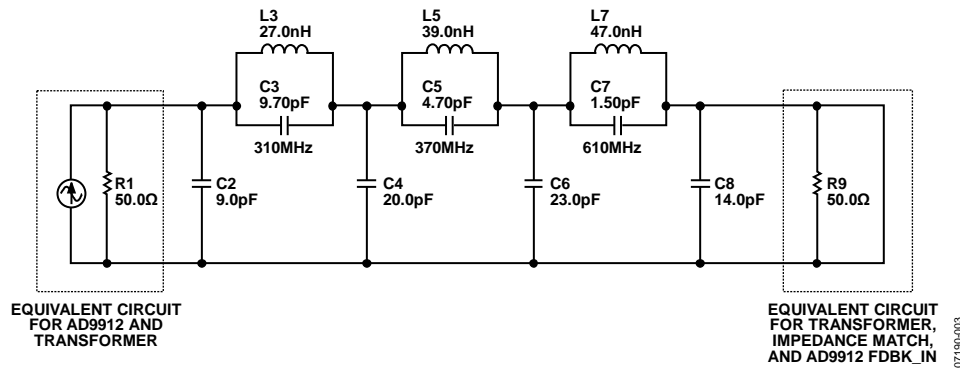 L3
27.0nH
L5
39.0nH
L7
47.0nH
C3
9.70pF
C5
4.70pF
C7
1.50pF
310MHz
370MHz
610MHz
R1
50.0Ω
C2
9.0pF
C4
20.0pF
C6
23.0pF
C8
14.0pF
R9
50.0Ω
EQUIVALENT CIRCUIT
FOR AD9912 AND
TRANSFORMER
EQUIVALENT CIRCUIT
FOR TRANSFORMER,
IMPEDANCE MATCH,
AND AD9912 FDBK_IN
07190-003